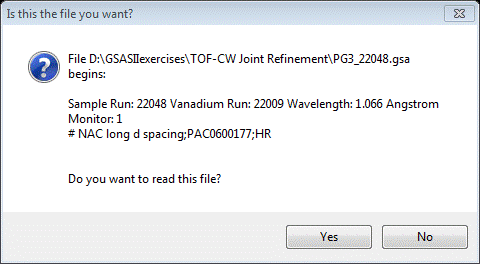 Is this the file you want?
File D:\GSASIIexercises\TOF-CW Joint Refinement\PG3_22048.gsa
begins:
Sample Run: 22048 Vanadium Run: 22009 Wavelength: 1.066 Angstrom
Monitor: 1
# NAC long d spacing;PAC0600177;HR
Do you want to read this file?
Yes No